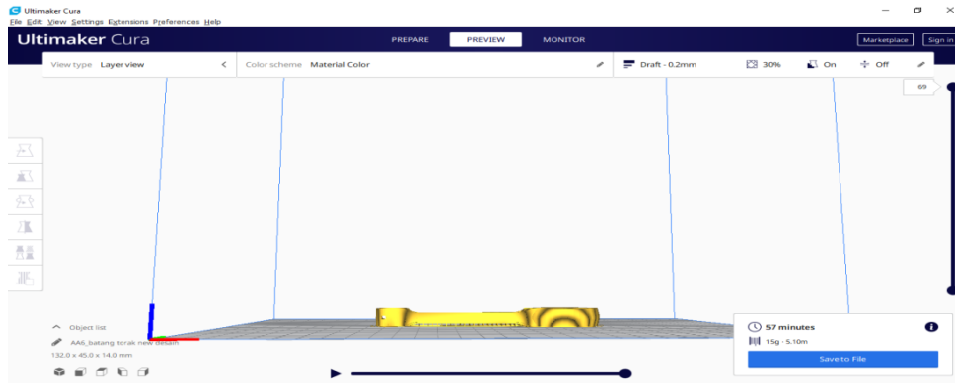 Ultimaker Cura
File Edit View Settings Extensions Preferences Help
Ultimaker Cura PREPARE PREVIEW MONITOR Marketplace Sign in
View type Layer view Color scheme Material Color Draft - 0.2mm 30% On Off
69
Object list
AA6_batang tcrak new desain
132.0 x 45.0 x 14.0 mm
57 minutes
15g · 5.10m
Save to File